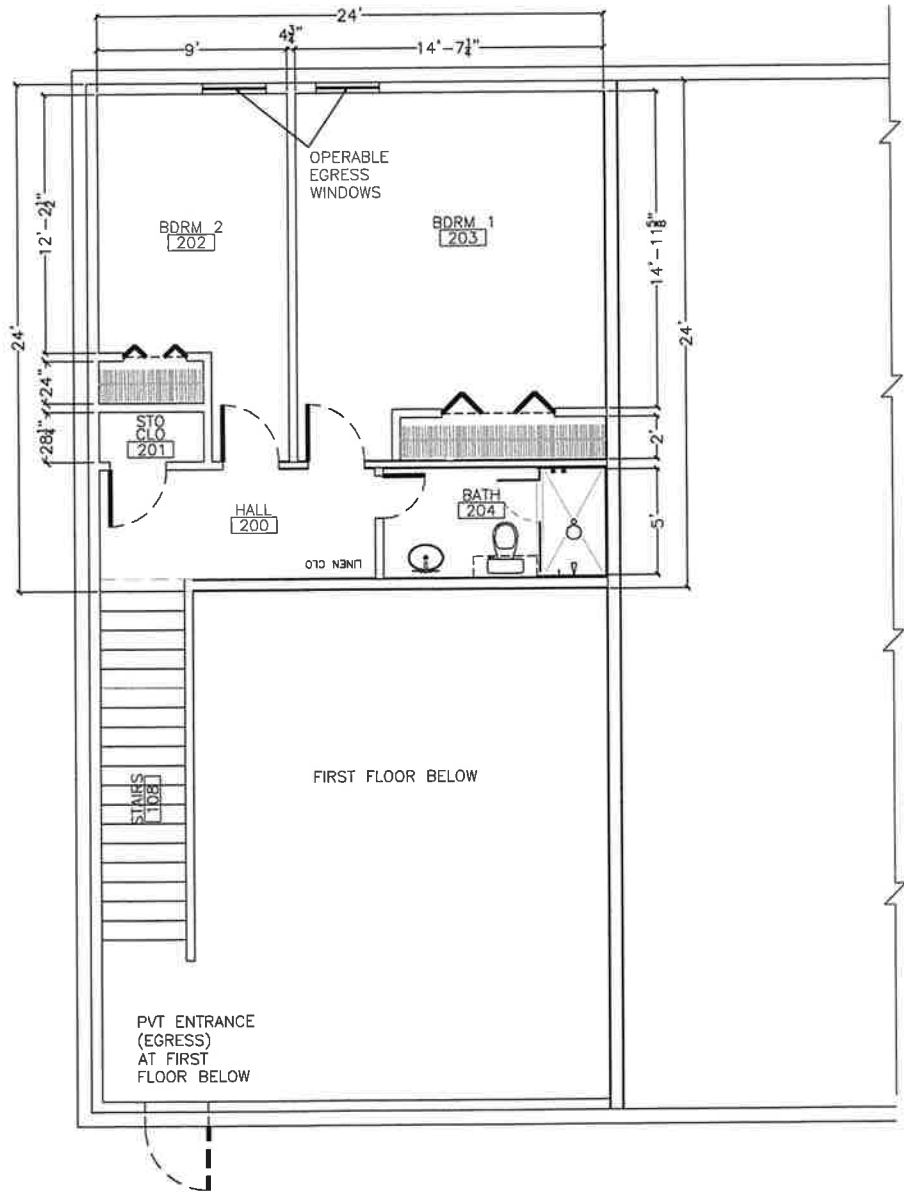 24'
9'
4¾"
14'-7¼"
OPERABLE
EGRESS
WINDOWS
BDRM 2
202
BDRM 1
203
12'-2½"
14'-11⅝"
24'
24'
24"
28½"
2'
5'
STO
CLO
201
HALL
200
BATH
204
LINEN CLO
STAIRS
108
FIRST FLOOR BELOW
PVT ENTRANCE
(EGRESS)
AT FIRST
FLOOR BELOW